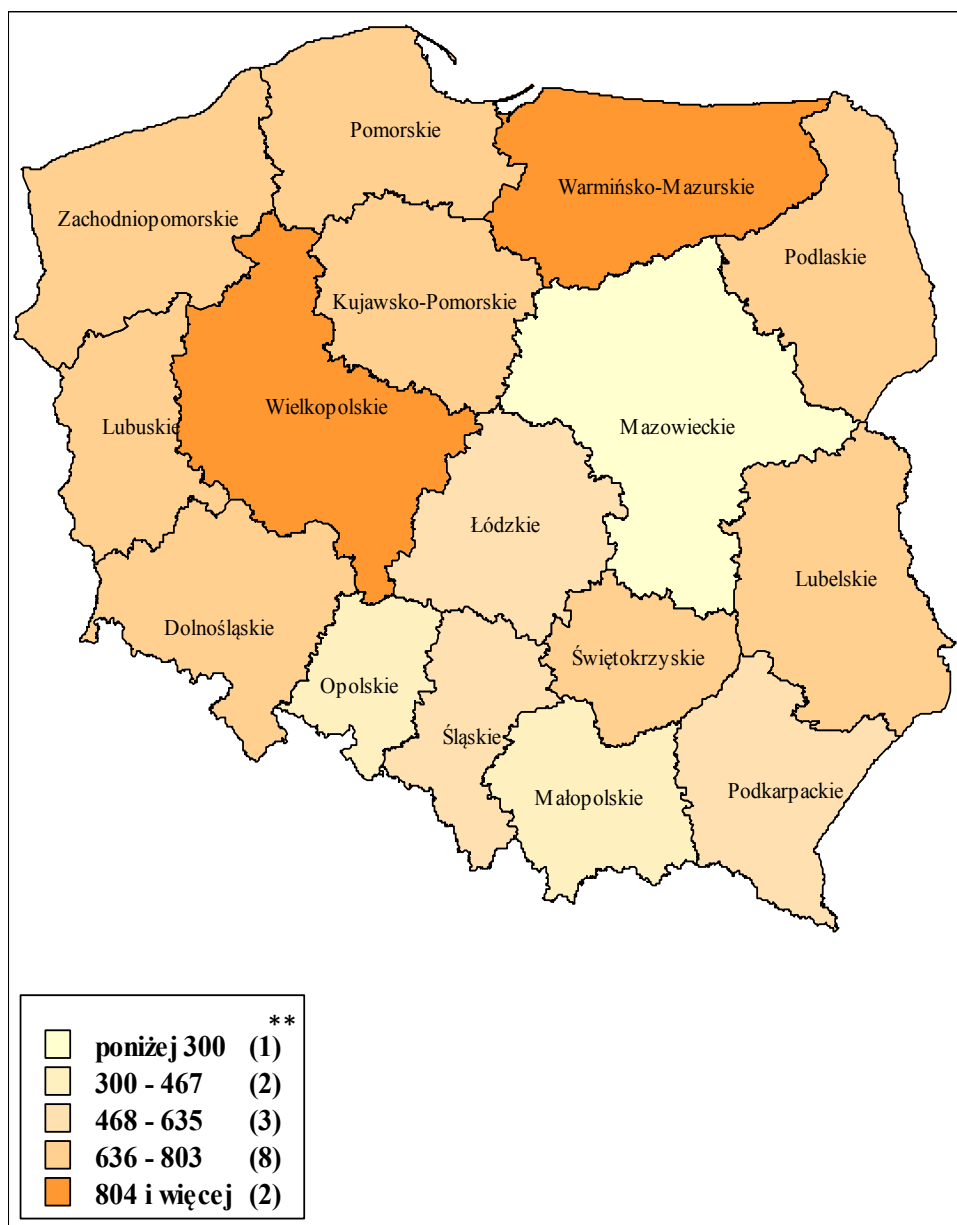 Pomorskie
Warmińsko-Mazurskie
Zachodniopomorskie
Podlaskie
Kujawsko-Pomorskie
Wielkopolskie
Lubuskie
Mazowieckie
Łódzkie
Lubelskie
Dolnośląskie
Świętokrzyskie
Opolskie
Śląskie
Podkarpackie
Małopolskie
**
poniżej 300 (1)
300 - 467 (2)
468 - 635 (3)
636 - 803 (8)
804 i więcej (2)